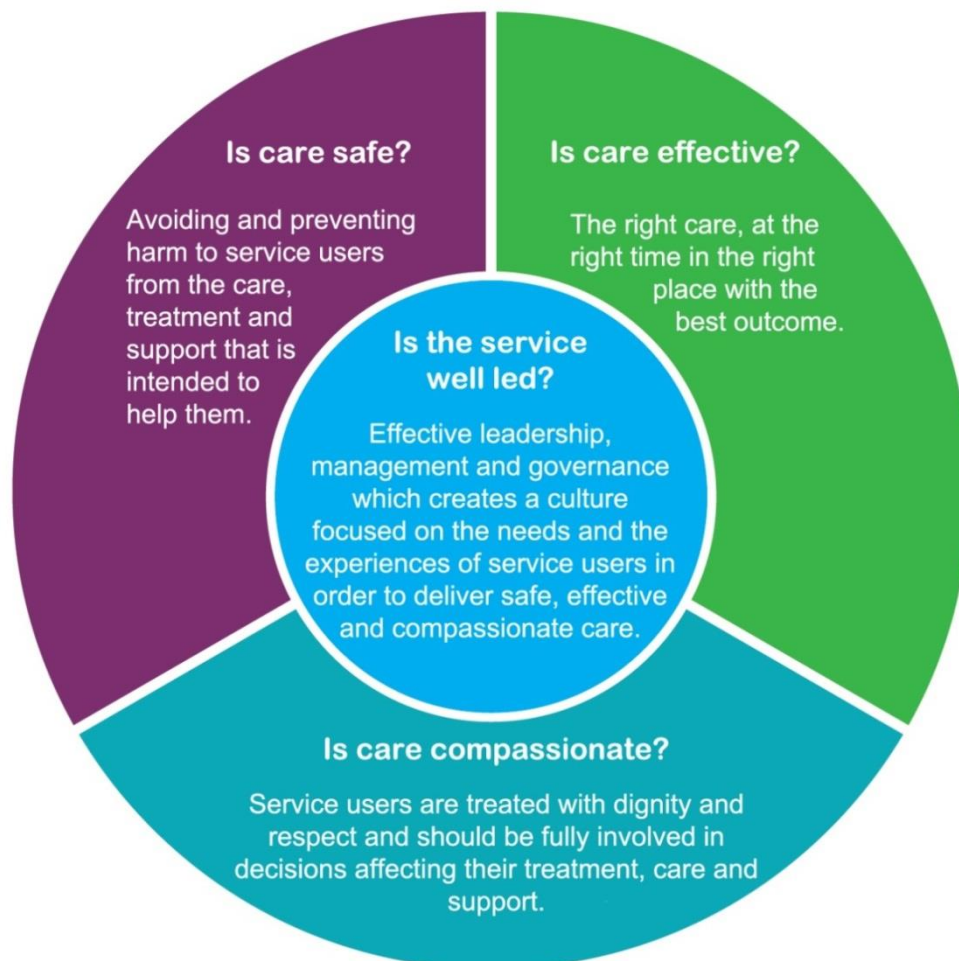 Is care safe?
Avoiding and preventing
harm to service users
from the care,
treatment and
support that is
intended to
help them.
Is care effective?
The right care, at the
right time in the right
place with the
best outcome.
Is the service
well led?
Effective leadership,
management and governance
which creates a culture
focused on the needs and the
experiences of service users in
order to deliver safe, effective
and compassionate care.
Is care compassionate?
Service users are treated with dignity and
respect and should be fully involved in
decisions affecting their treatment, care and
support.